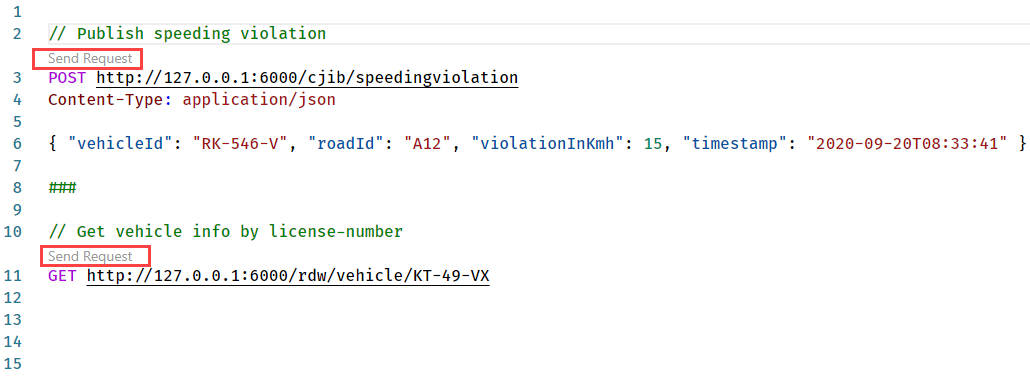 1
2 // Publish speeding violation
Send Request
3 POST http://127.0.0.1:6000/cjib/speedingviolation
4 Content-Type: application/json
5
6 { "vehicleId": "RK-546-V", "roadId": "A12", "violationInKmh": 15, "timestamp": "2020-09-20T08:33:41" }
7
8 ###
9
10 // Get vehicle info by license-number
Send Request
11 GET http://127.0.0.1:6000/rdw/vehicle/KT-49-VX
12
13
14
15